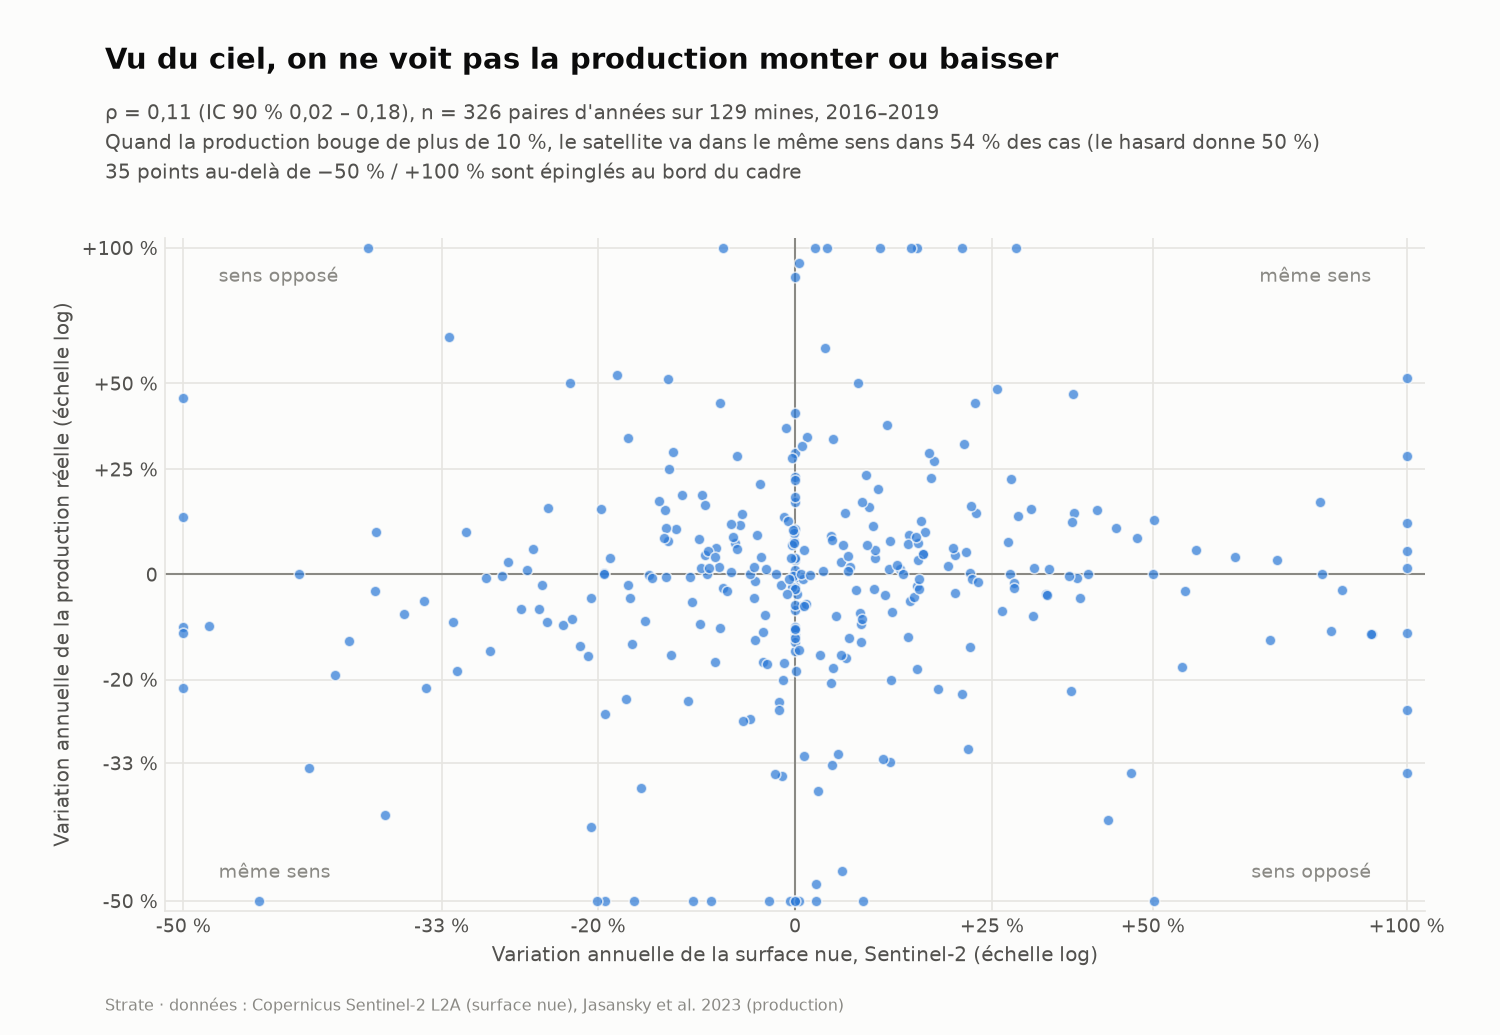 Vu du ciel, on ne voit pas la production monter ou baisser
ρ = 0,11 (IC 90 % 0,02 – 0,18), n = 326 paires d'années sur 129 mines, 2016–2019
Quand la production bouge de plus de 10 %, le satellite va dans le même sens dans 54 % des cas (le hasard donne 50 %)
35 points au-delà de −50 % / +100 % sont épinglés au bord du cadre
+100 %
sens opposé
même sens
+50 %
+25 %
0
-20 %
-33 %
même sens
sens opposé
-50 %
Variation annuelle de la production réelle (échelle log)
-50 %
-33 %
-20 %
0
+25 %
+50 %
+100 %
Variation annuelle de la surface nue, Sentinel-2 (échelle log)
Strate · données : Copernicus Sentinel-2 L2A (surface nue), Jasansky et al. 2023 (production)